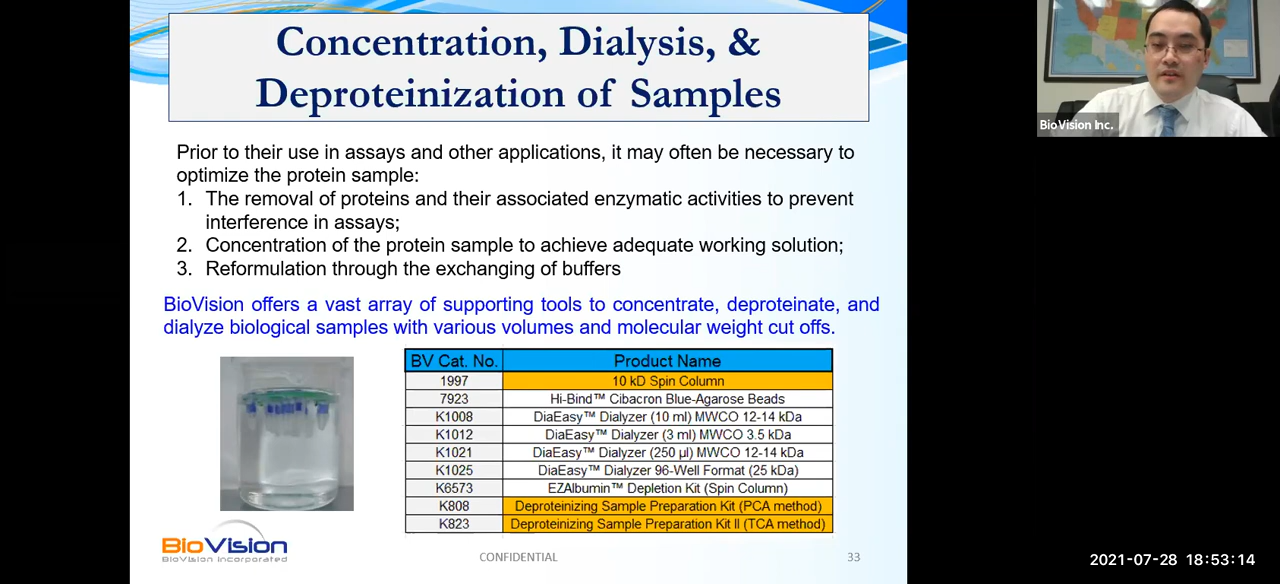 Concentration, Dialysis, &
Deproteinization of Samples
BioVision Inc.
Prior to their use in assays and other applications, it may often be necessary to
optimize the protein sample:
1. The removal of proteins and their associated enzymatic activities to prevent
interference in assays;
2. Concentration of the protein sample to achieve adequate working solution;
3. Reformulation through the exchanging of buffers
BioVision offers a vast array of supporting tools to concentrate, deproteinate, and
dialyze biological samples with various volumes and molecular weight cut offs.
BV Cat. No. Product Name
1997 10 kD Spin Column
7923 Hi-Bind™ Cibacron Blue-Agarose Beads
K1008 DiaEasy™ Dialyzer (10 ml) MWCO 12-14 kDa
K1012 DiaEasy™ Dialyzer (3 ml) MWCO 3.5 kDa
K1021 DiaEasy™ Dialyzer (250 µl) MWCO 12-14 kDa
K1025 DiaEasy™ Dialyzer 96-Well Format (25 kDa)
K6573 EZAlbumin™ Depletion Kit (Spin Column)
K808 Deproteinizing Sample Preparation Kit (PCA method)
K823 Deproteinizing Sample Preparation Kit II (TCA method)
BioVision
BioVision Incorporated
CONFIDENTIAL
33
2021-07-28 18:53:14